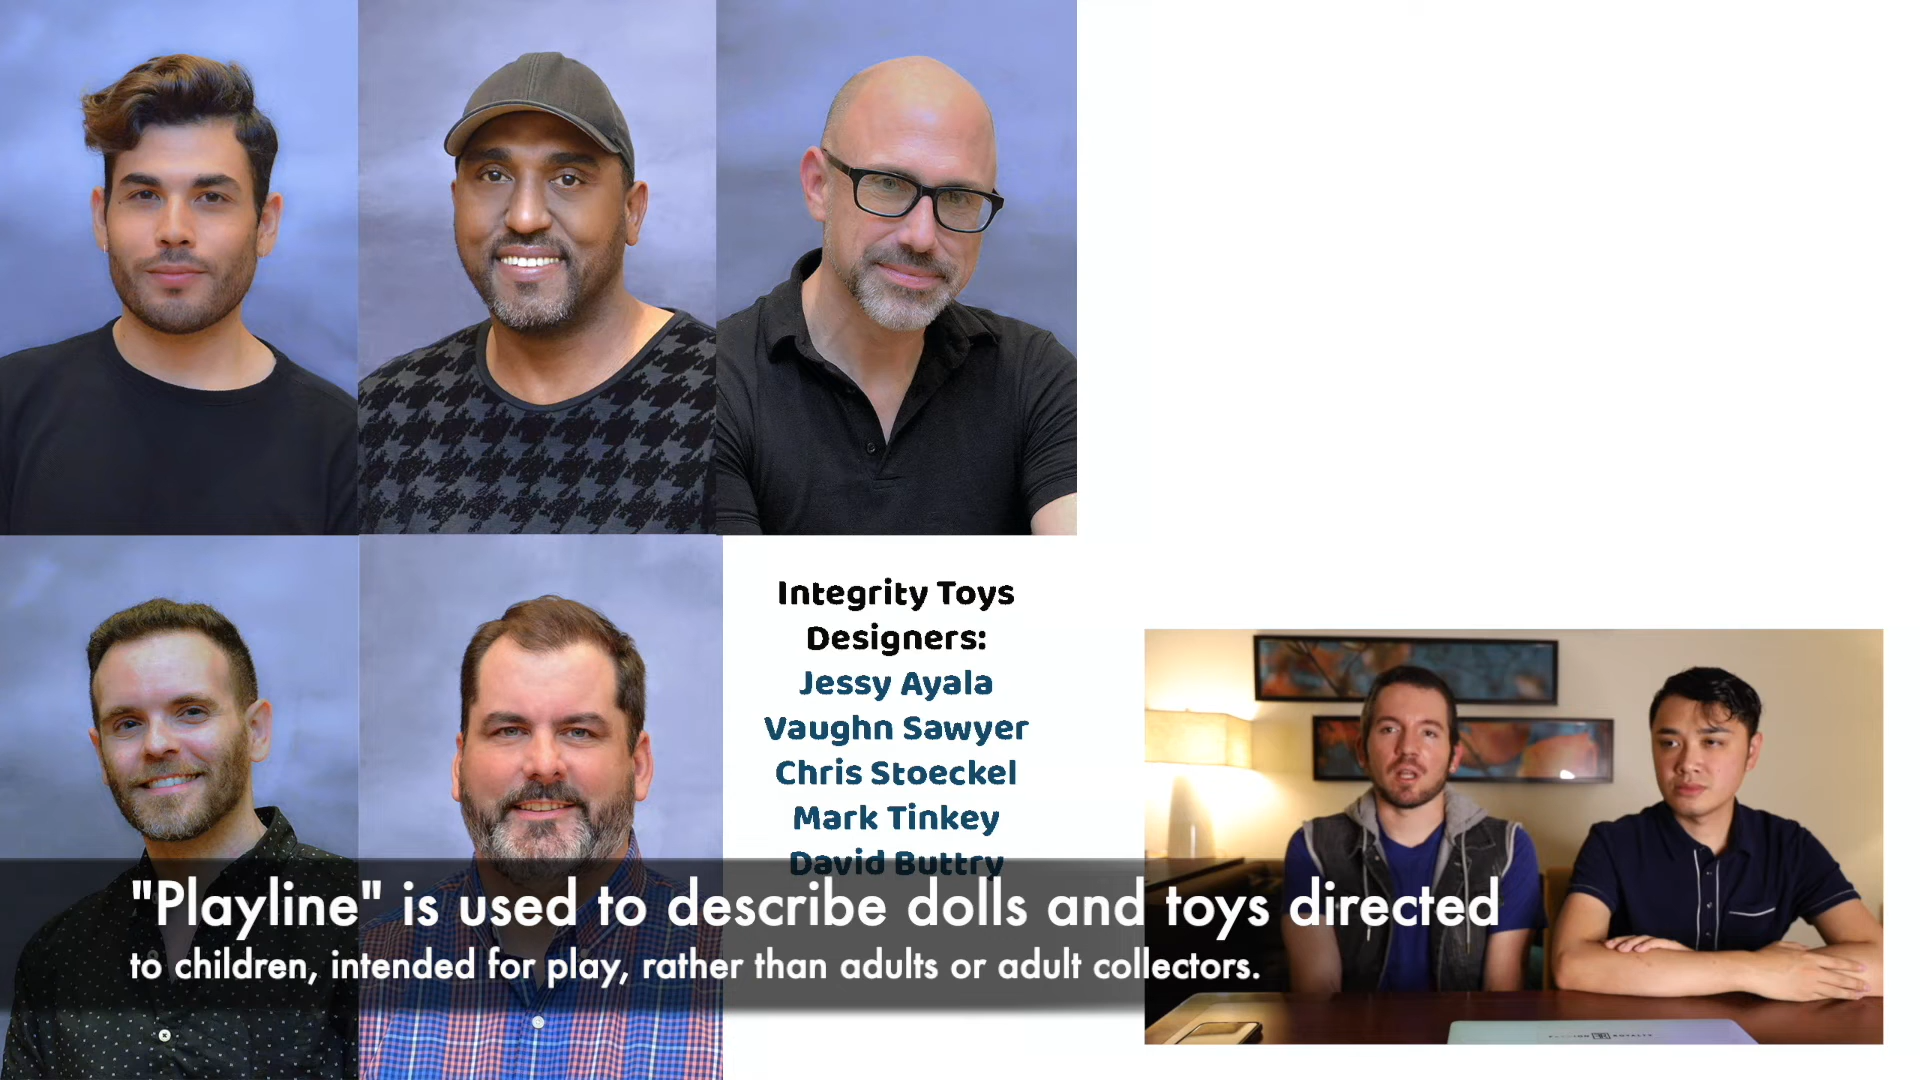 Integrity Toys
Designers:
Jessy Ayala
Vaughn Sawyer
Chris Stoeckel
Mark Tinkey
David Buttry
"Playline" is used to describe dolls and toys directed
to children, intended for play, rather than adults or adult collectors.